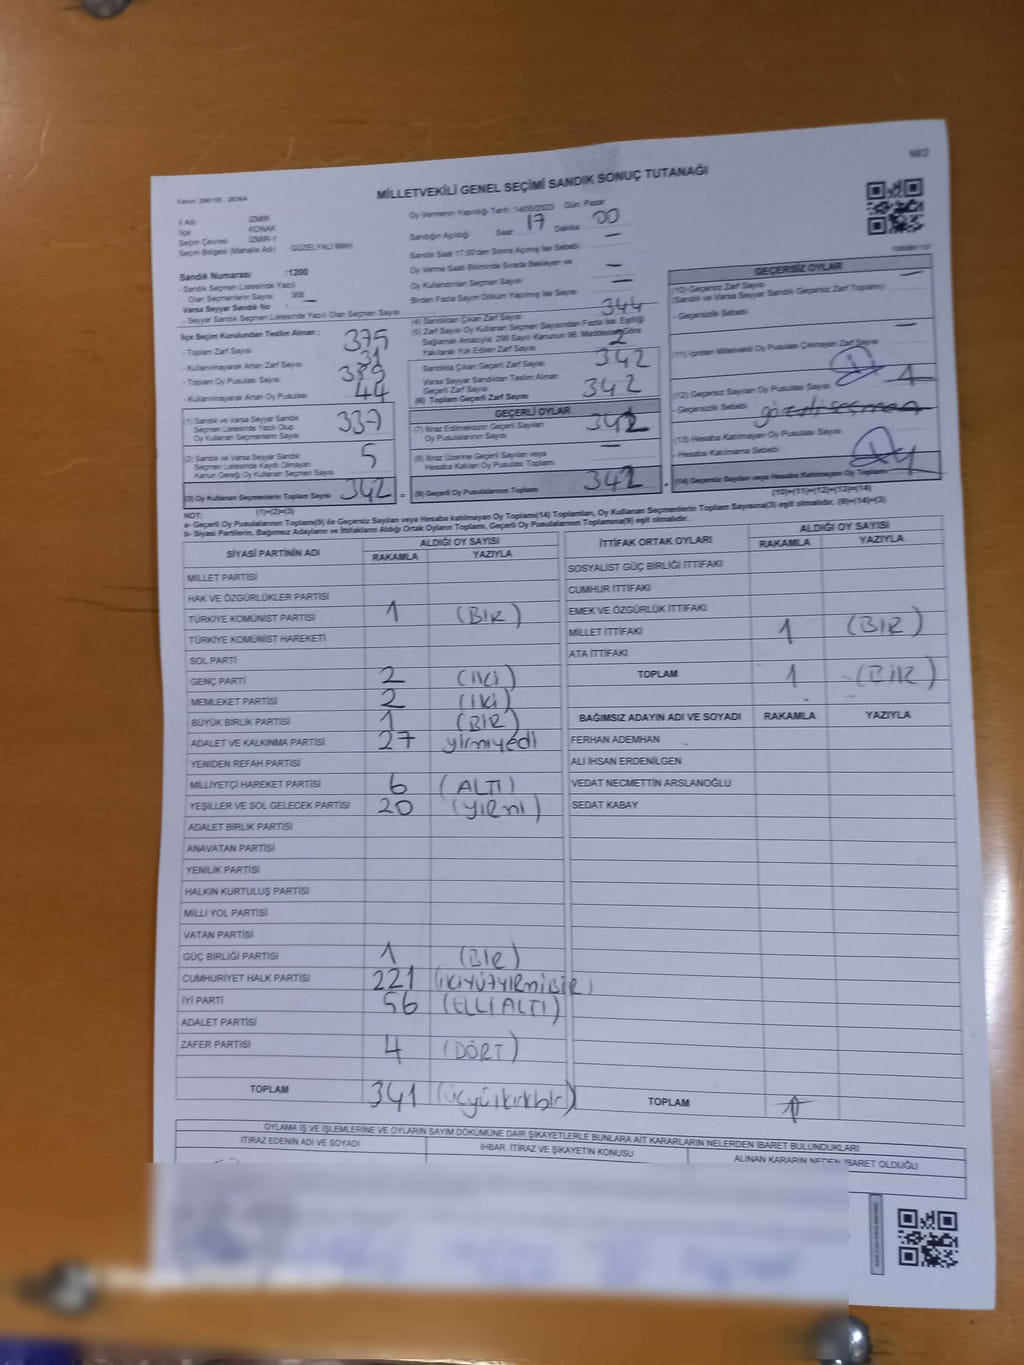 MİLLETVEKİLİ GENEL SEÇİMİ SANDIK SONUÇ TUTANAĞI
İl Adı İZMİR
İlçe KONAK
Seçim Çevresi İZMİR-1
Seçim Bölgesi (Mahalle Adı) GÜZELYALI MAH.
Oy Vermenin Yapıldığı Tarih: 14/05/2023 Gün: Pazar
Sandığın Açıldığı Saat 17 Dakika 00
Sandık Saat 17:00'den Sonra Açılmış İse Sebebi —
Oy Verme Saati Bitiminde Sırada Bekleyen ve
Oy Kullandırılan Seçmen Sayısı —
Birden Fazla Sayım Döküm Yapılmış İse Sayısı —
Sandık Numarası :1200
- Sandık Seçmen Listesinde Yazılı
Olan Seçmenlerin Sayısı 368
Varsa Seyyar Sandık No : —
- Seyyar Sandık Seçmen Listesinde Yazılı Olan Seçmen Sayısı
İlçe Seçim Kurulundan Teslim Alınan :
- Toplam Zarf Sayısı 375
- Kullanılmayarak Artan Zarf Sayısı 31
- Toplam Oy Pusulası Sayısı
- Kullanılmayarak Artan Oy Pusulası 44
(1) Sandık ve Varsa Seyyar Sandık
Seçmen Listesinde Yazılı Olup
Oy Kullanan Seçmenlerin Sayısı 337
(2) Sandık ve Varsa Seyyar Sandık
Seçmen Listesinde Kayıtlı Olmayan
Kanun Gereği Oy Kullanan Seçmen Sayısı 5
(3) Oy Kullanan Seçmenlerin Toplam Sayısı 342 =
(1)+(2)=(3)
(4) Sandıktan Çıkan Zarf Sayısı 344
(5) Zarf Sayısı Oy Kullanan Seçmen Sayısından Fazla İse, Eşitliği
Sağlamak Amacıyla; 298 Sayılı Kanunun 98. Maddesine Göre
Yakılarak Yok Edilen Zarf Sayısı 2
Sandıkta Çıkan Geçerli Zarf Sayısı 342
Varsa Seyyar Sandıktan Teslim Alınan
Geçerli Zarf Sayısı
(6) Toplam Geçerli Zarf Sayısı 342
GEÇERLİ OYLAR
(7) İtiraz Edilmeksizin Geçerli Sayılan
Oy Pusulalarının Sayısı 342
(8) İtiraz Üzerine Geçerli Sayılan veya
Hesaba Katılan Oy Pusulası Toplamı —
(9) Geçerli Oy Pusulalarının Toplamı 342 +
GEÇERSİZ OYLAR
(10) Geçersiz Zarf Sayısı —
(Sandık ve Varsa Seyyar Sandık Geçersiz Zarf Toplamı)
- Geçersizlik Sebebi
(11) İçinden Milletvekili Oy Pusulası Çıkmayan Zarf Sayısı —
(12) Geçersiz Sayılan Oy Pusulası Sayısı 1
- Geçersizlik Sebebi
(13) Hesaba Katılmayan Oy Pusulası Sayısı
- Hesaba Katılmama Sebebi
(14) Geçersiz Sayılan veya Hesaba Katılmayan Oy Toplamı
(10)+(11)+(12)+(13)=(14)
NOT:
a- Geçerli Oy Pusulalarının Toplamı(9) ile Geçersiz Sayılan veya Hesaba katılmayan Oy Toplamı(14) Toplamları, Oy Kullanan Seçmenlerin Toplam Sayısına(3) eşit olmalıdır. (9)+(14)=(3)
b- Siyasi Partilerin, Bağımsız Adayların ve İttifakların Aldığı Ortak Oyların Toplamı, Geçerli Oy Pusulalarının Toplamına(9) eşit olmalıdır.
SİYASİ PARTİNİN ADI ALDIĞI OY SAYISI
RAKAMLA YAZIYLA
MİLLET PARTİSİ
HAK VE ÖZGÜRLÜKLER PARTİSİ
TÜRKİYE KOMÜNİST PARTİSİ 1 (BİR)
TÜRKİYE KOMÜNİST HAREKETİ
SOL PARTİ
GENÇ PARTİ 2 (İKİ)
MEMLEKET PARTİSİ 2 (İKİ)
BÜYÜK BİRLİK PARTİSİ 1 (BİR)
ADALET VE KALKINMA PARTİSİ 27 yirmiyedi
YENİDEN REFAH PARTİSİ
MİLLİYETÇİ HAREKET PARTİSİ 6 (ALTI)
YEŞİLLER VE SOL GELECEK PARTİSİ 20 (YİRMİ)
ADALET BİRLİK PARTİSİ
ANAVATAN PARTİSİ
YENİLİK PARTİSİ
HALKIN KURTULUŞ PARTİSİ
MİLLİ YOL PARTİSİ
VATAN PARTİSİ
GÜÇ BİRLİĞİ PARTİSİ 1 (BİR)
CUMHURİYET HALK PARTİSİ 221 (İKİYÜZYİRMİBİR)
İYİ PARTİ 56 (ELLİALTI)
ADALET PARTİSİ
ZAFER PARTİSİ 4 (DÖRT)
TOPLAM 341 (üçyüzkırkbir)
İTTİFAK ORTAK OYLARI ALDIĞI OY SAYISI
RAKAMLA YAZIYLA
SOSYALİST GÜÇ BİRLİĞİ İTTİFAKI
CUMHUR İTTİFAKI
EMEK VE ÖZGÜRLÜK İTTİFAKI
MİLLET İTTİFAKI 1 (BİR)
ATA İTTİFAKI
TOPLAM 1 (BİR)
BAĞIMSIZ ADAYIN ADI VE SOYADI RAKAMLA YAZIYLA
FERHAN ADEMHAN
ALİ İHSAN ERDENİLGEN
VEDAT NECMETTİN ARSLANOĞLU
SEDAT KABAY
TOPLAM
OYLAMA İŞ VE İŞLEMLERİNE VE OYLARIN SAYIM DÖKÜMÜNE DAİR ŞİKAYETLERLE BUNLARA AİT KARARLARIN NELERDEN İBARET BULUNDUKLARI
İTİRAZ EDENİN ADI VE SOYADI İHBAR, İTİRAZ VE ŞİKAYETİN KONUSU ALINAN KARARIN NEDEN İBARET OLDUĞU